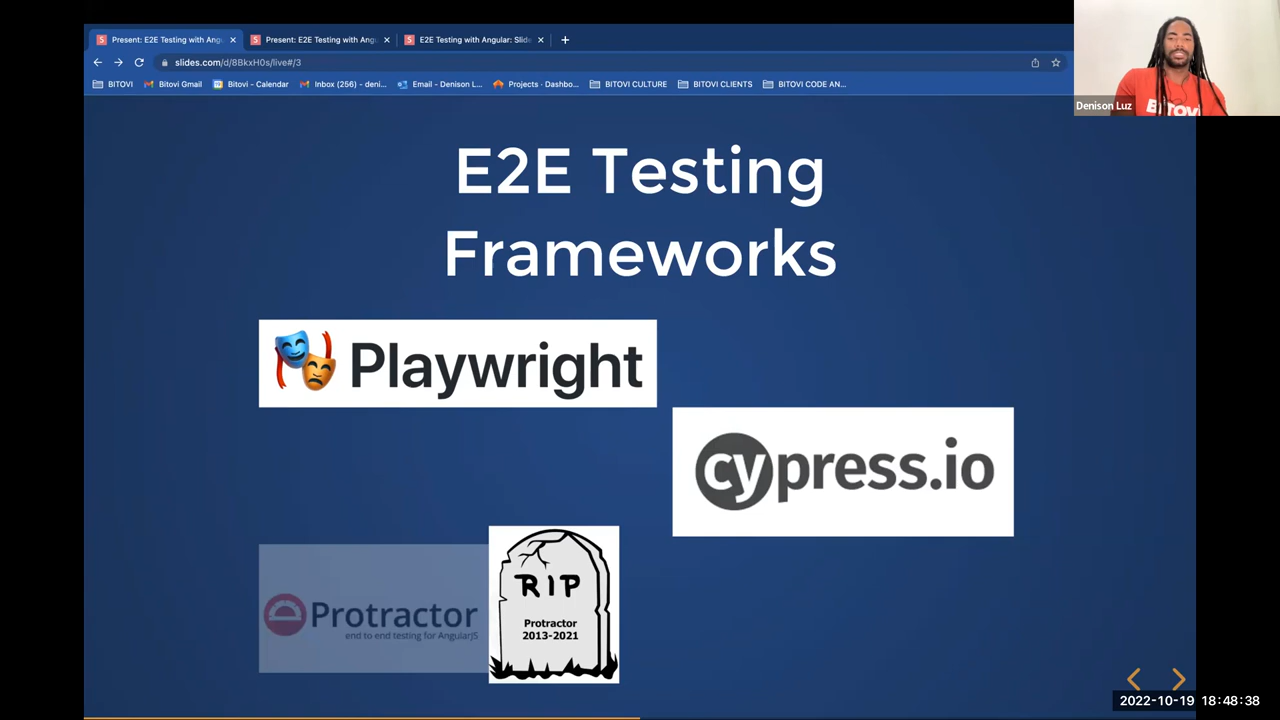 Present: E2E Testing with Angu
Present: E2E Testing with Angu
E2E Testing with Angular: Slide
slides.com/d/8BkxH0s/live#/3
BITOVI
Bitovi Gmail
Bitovi - Calendar
Inbox (256) - deni...
Email - Denison L...
Projects · Dashbo...
BITOVI CULTURE
BITOVI CLIENTS
BITOVI CODE AN...
Denison Luz
BITOVI
E2E Testing
Frameworks
Playwright
cypress.io
Protractor
end to end testing for AngularJS
RIP
Protractor
2013-2021
2022-10-19 18:48:38